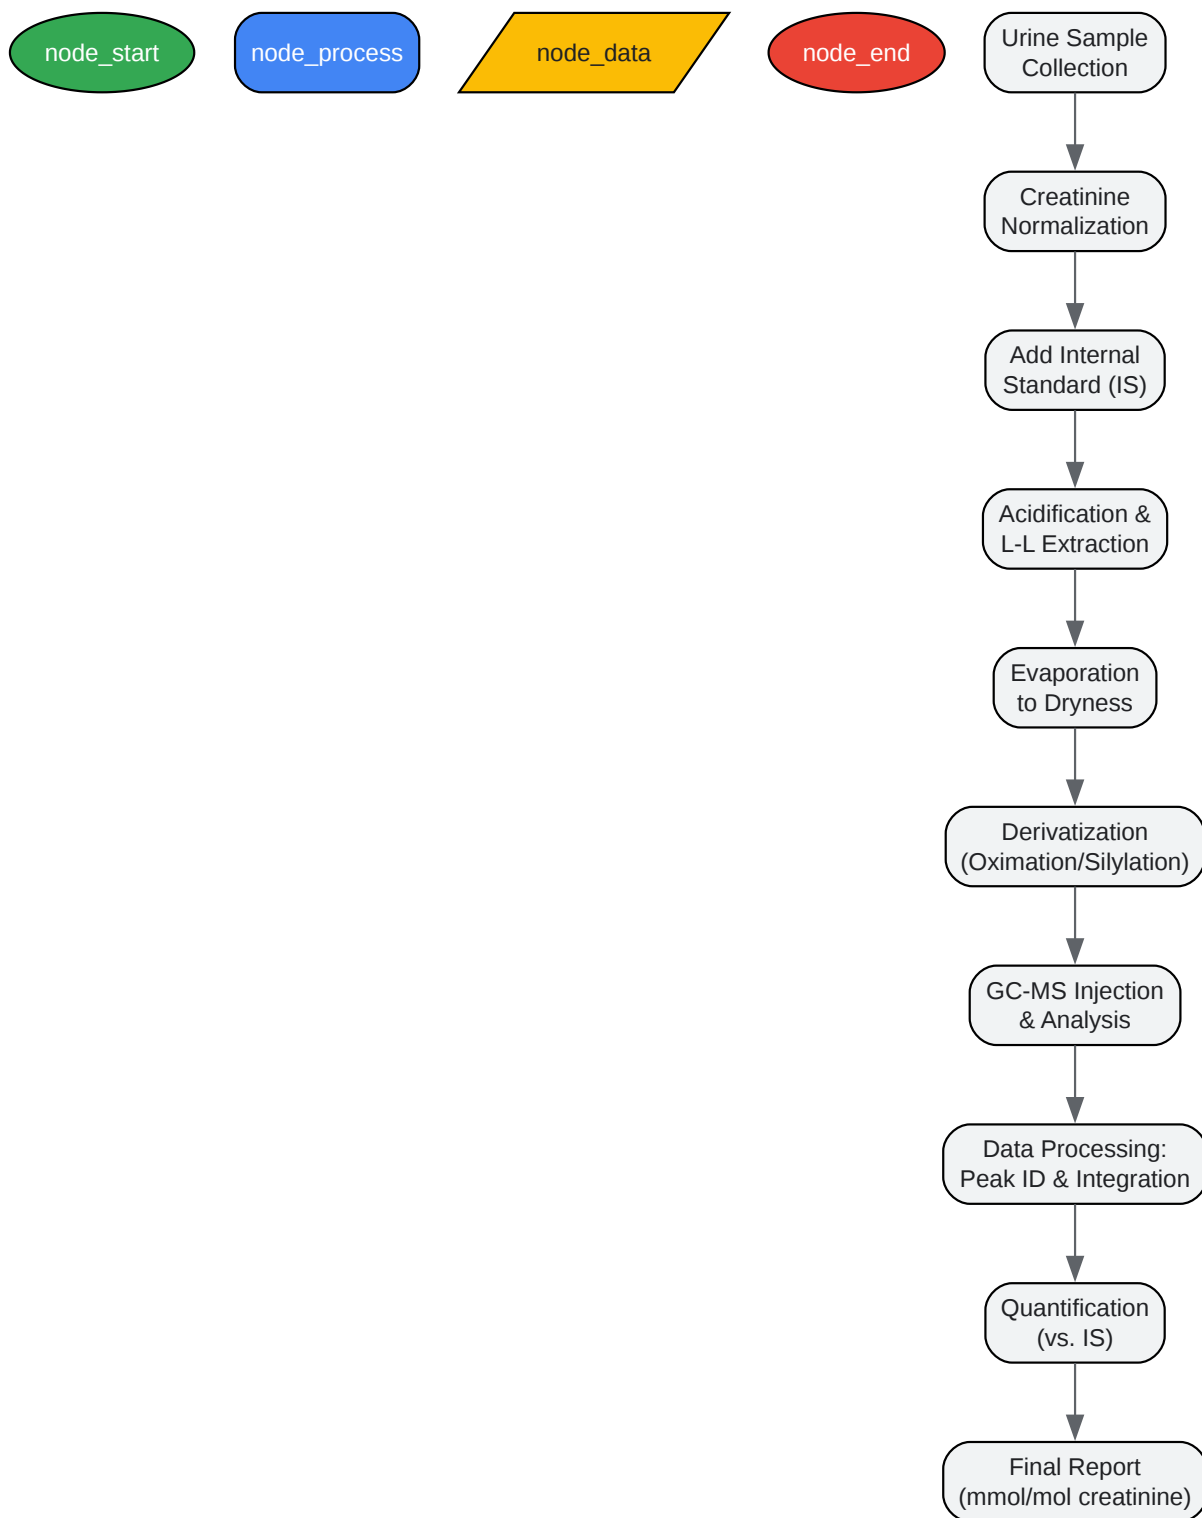 node_start
node_process
node_data
node_end
Urine Sample
Collection
Creatinine
Normalization
Add Internal
Standard (IS)
Acidification &
L-L Extraction
Evaporation
to Dryness
Derivatization
(Oximation/Silylation)
GC-MS Injection
& Analysis
Data Processing:
Peak ID & Integration
Quantification
(vs. IS)
Final Report
(mmol/mol creatinine)